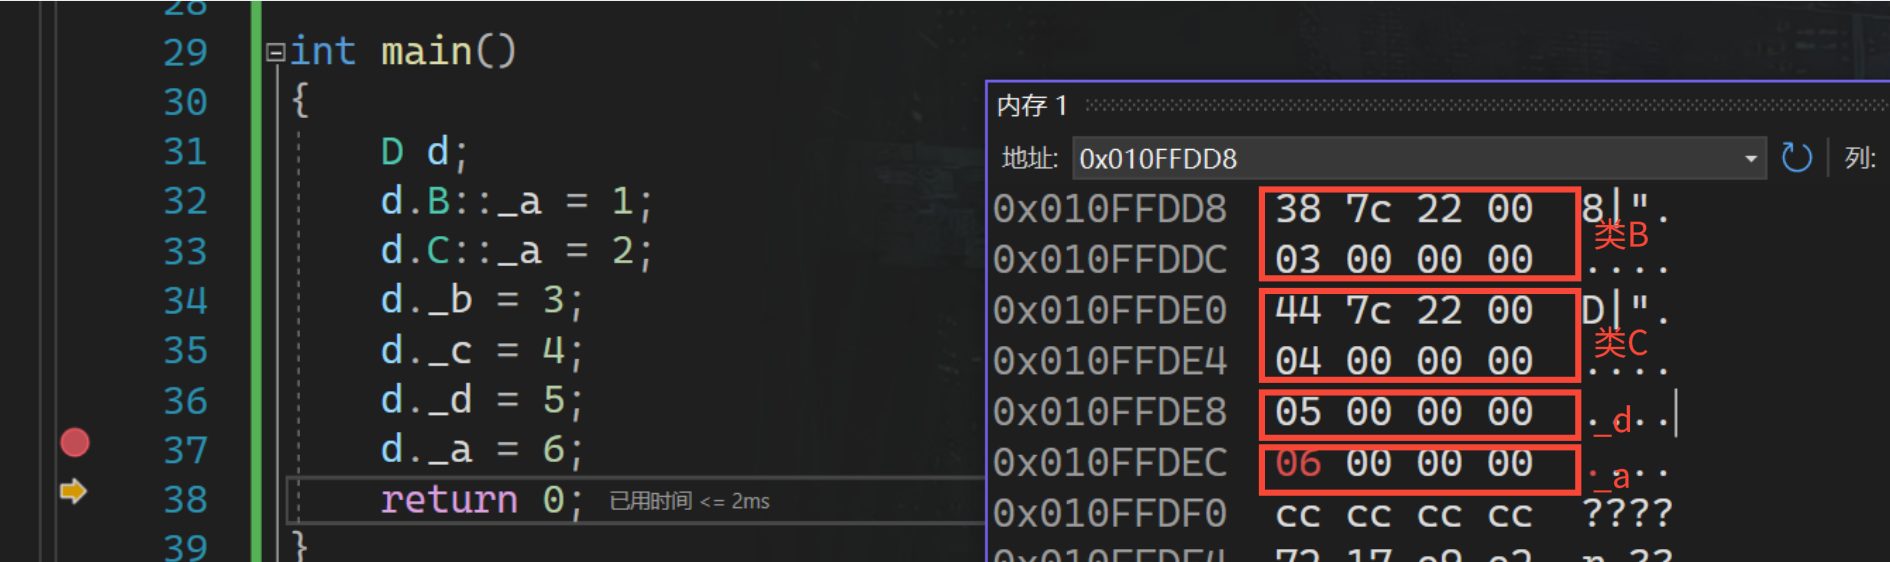 28
29 int main()
30 {
31 D d;
32 d.B::_a = 1;
33 d.C::_a = 2;
34 d._b = 3;
35 d._c = 4;
36 d._d = 5;
37 d._a = 6;
38 return 0; 已用时间 <= 2ms
39 }
内存 1
地址: 0x010FFDD8 列:
0x010FFDD8 38 7c 22 00 8|".
类B
0x010FFDDC 03 00 00 00 ....
0x010FFDE0 44 7c 22 00 D|".
类C
0x010FFDE4 04 00 00 00 ....
0x010FFDE8 05 00 00 00 ....
_d
0x010FFDEC 06 00 00 00 ....
_a
0x010FFDF0 cc cc cc cc ????